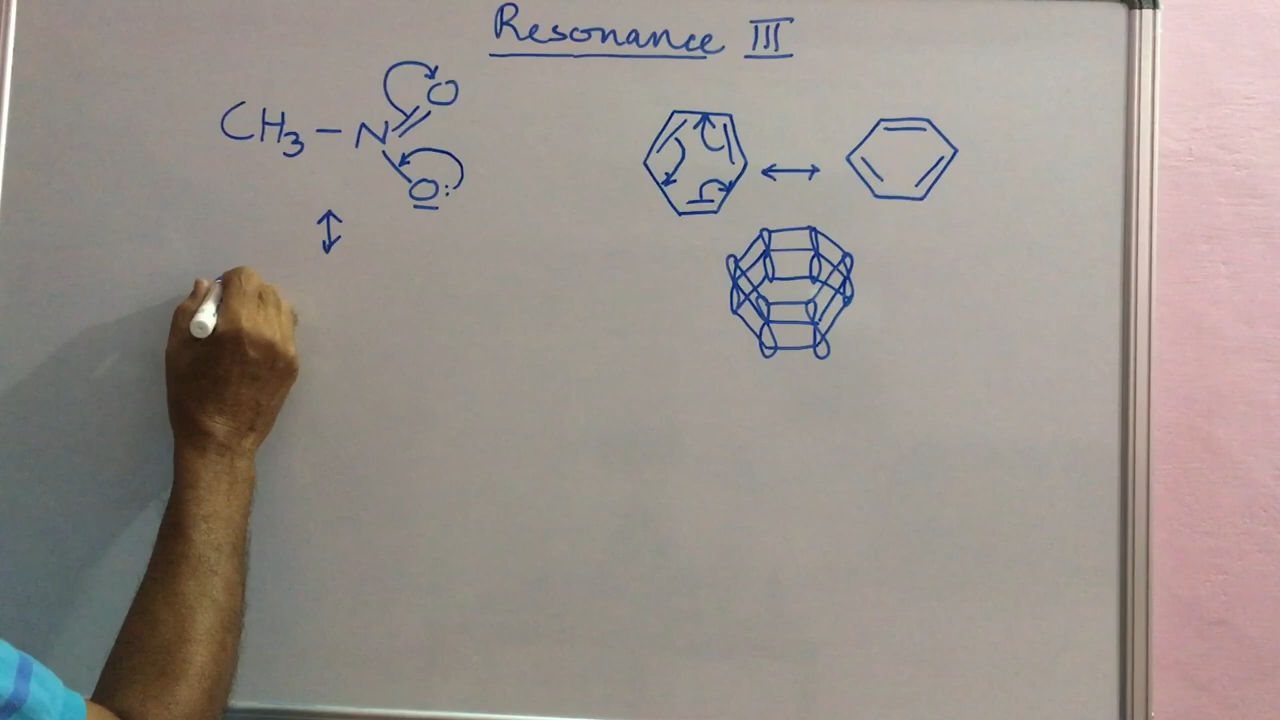 Resonance III
O
CH₃ - N
O: